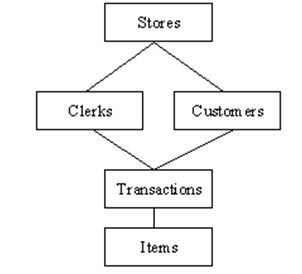 Stores
Clerks
Customers
Transactions
Items